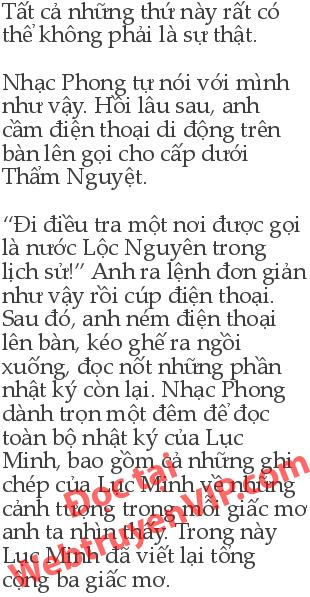 Tất cả những thứ này rất có
thể không phải là sự thật.
Nhạc Phong tự nói với mình
như vậy. Hồi lâu sau, anh
cầm điện thoại di động trên
bàn lên gọi cho cấp dưới
Thẩm Nguyệt.
“Đi điều tra một nơi được gọi
là nước Lộc Nguyên trong
lịch sử!” Anh ra lệnh đơn giản
như vậy rồi cúp điện thoại.
Sau đó, anh ném điện thoại
lên bàn, kéo ghế ra ngồi
xuống, đọc nốt những phần
nhật ký còn lại. Nhạc Phong
dành trọn một đêm để đọc
toàn bộ nhật ký của Lục
Minh, bao gồm cả những ghi
chép của Lục Minh về những
cảnh tượng trong mỗi giấc mơ
anh ta nhìn thấy. Trong này
Lục Minh đã viết lại tổng
cộng ba giấc mơ.
Đọc tại
WebtruyenVIP.com